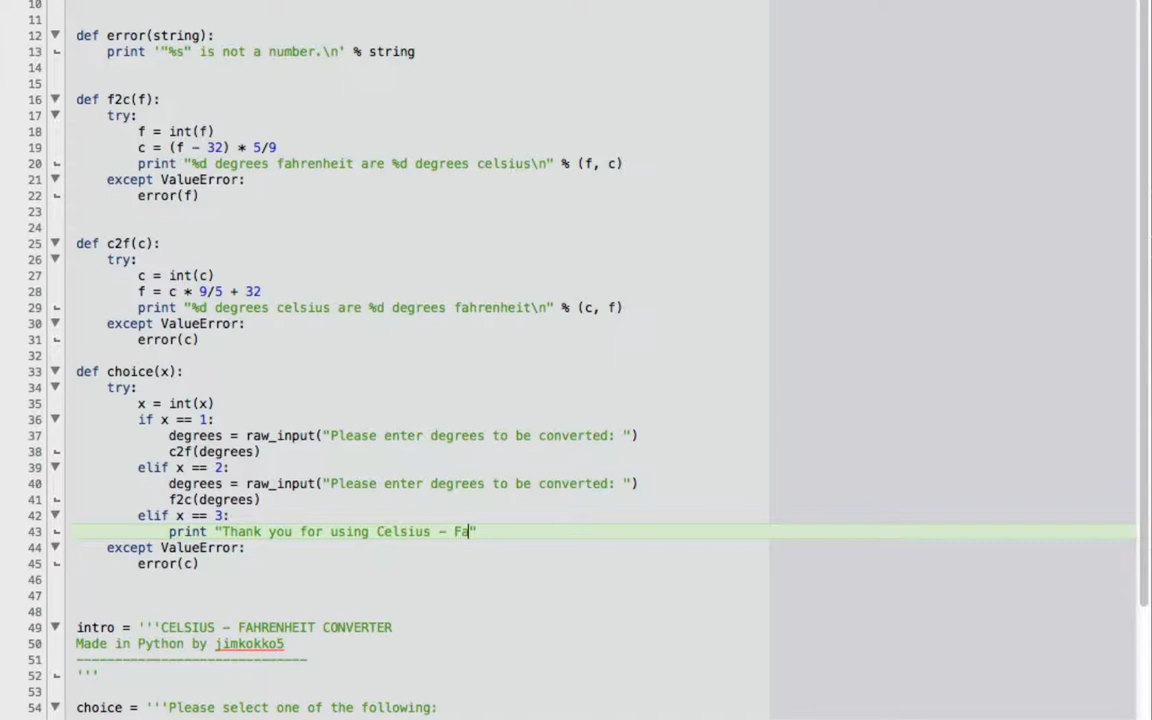 10
11
12 def error(string):
13 print '"%s" is not a number.\n' % string
14
15
16 def f2c(f):
17 try:
18 f = int(f)
19 c = (f - 32) * 5/9
20 print "%d degrees fahrenheit are %d degrees celsius\n" % (f, c)
21 except ValueError:
22 error(f)
23
24
25 def c2f(c):
26 try:
27 c = int(c)
28 f = c * 9/5 + 32
29 print "%d degrees celsius are %d degrees fahrenheit\n" % (c, f)
30 except ValueError:
31 error(c)
32
33 def choice(x):
34 try:
35 x = int(x)
36 if x == 1:
37 degrees = raw_input("Please enter degrees to be converted: ")
38 c2f(degrees)
39 elif x == 2:
40 degrees = raw_input("Please enter degrees to be converted: ")
41 f2c(degrees)
42 elif x == 3:
43 print "Thank you for using Celsius - Fa"
44 except ValueError:
45 error(c)
46
47
48
49 intro = '''CELSIUS - FAHRENHEIT CONVERTER
50 Made in Python by jimkokko5
51 ------------------------------
52 '''
53
54 choice = '''Please select one of the following: